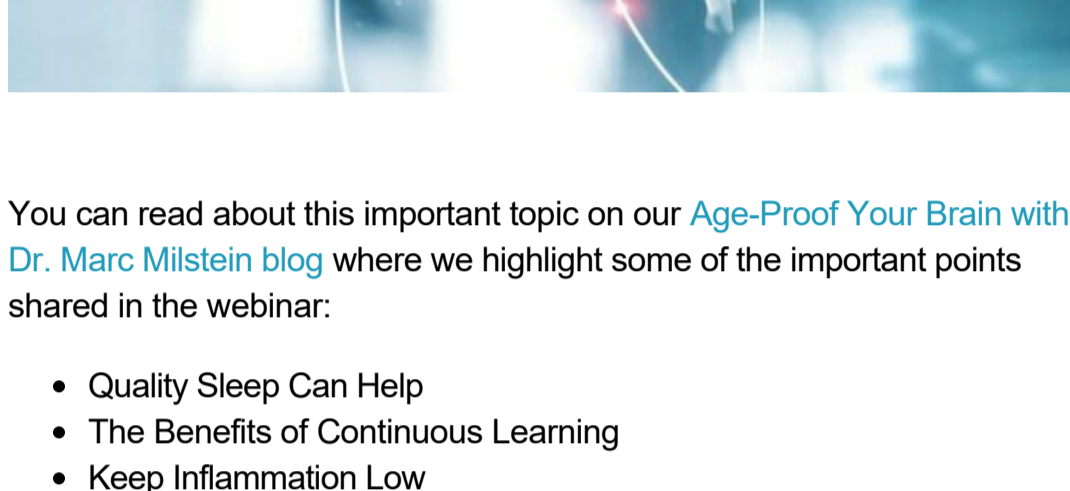 You can read about this important topic on our Age-Proof Your Brain with
Dr. Marc Milstein blog where we highlight some of the important points
shared in the webinar:
• Quality Sleep Can Help
• The Benefits of Continuous Learning
• Keep Inflammation Low